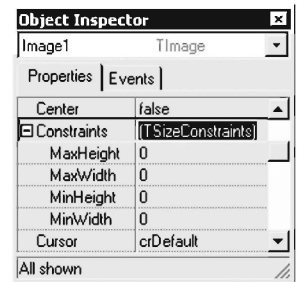 Object Inspector
Image1 TImage
Properties Events
Center false
Constraints (TSizeConstraints)
MaxHeight 0
MaxWidth 0
MinHeight 0
MinWidth 0
Cursor crDefault
All shown